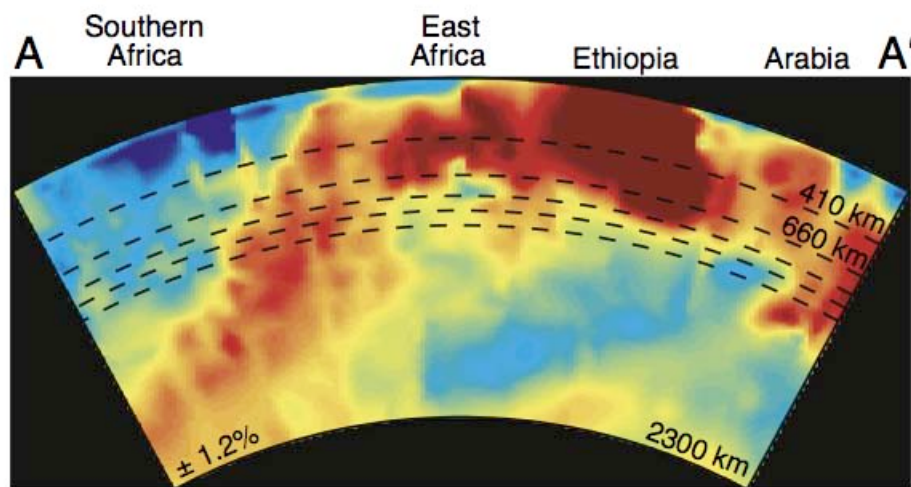 Southern Africa
East Africa
Ethiopia
Arabia
A
A'
410 km
660 km
± 1.2%
2300 km